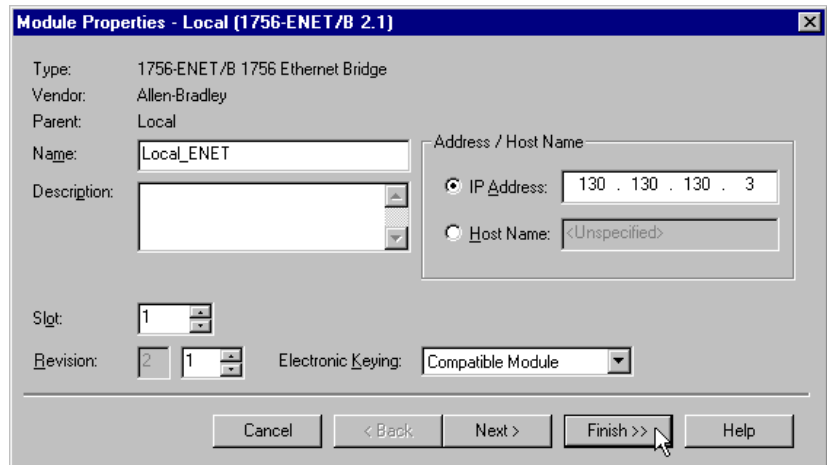 Module Properties - Local (1756-ENET/B 2.1)
Type: 1756-ENET/B 1756 Ethernet Bridge
Vendor: Allen-Bradley
Parent: Local
Name: Local_ENET
Address / Host Name
IP Address: 130 . 130 . 130 . 3
Description:
Host Name: <Unspecified>
Slot: 1
Revision: 2 1 Electronic Keying: Compatible Module
Cancel < Back Next > Finish >> Help